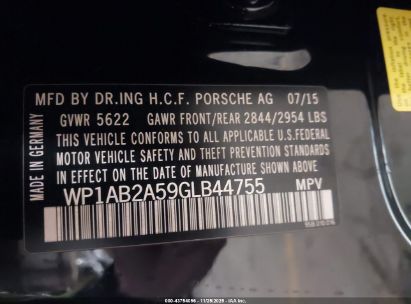 MFD BY DR.ING H.C.F. PORSCHE AG 07/15
GVWR 5622 GAWR FRONT/REAR 2844/2954 LBS
THIS VEHICLE CONFORMS TO ALL APPLICABLE U.S.FEDERAL
MOTOR VEHICLE SAFETY AND THEFT PREVENTION STANDARDS
IN EFFECT ON THE DATE OF MANUFACTURE SHOWN ABOVE.
WP1AB2A59GLB44755 MPV
MADE IN GERMANY